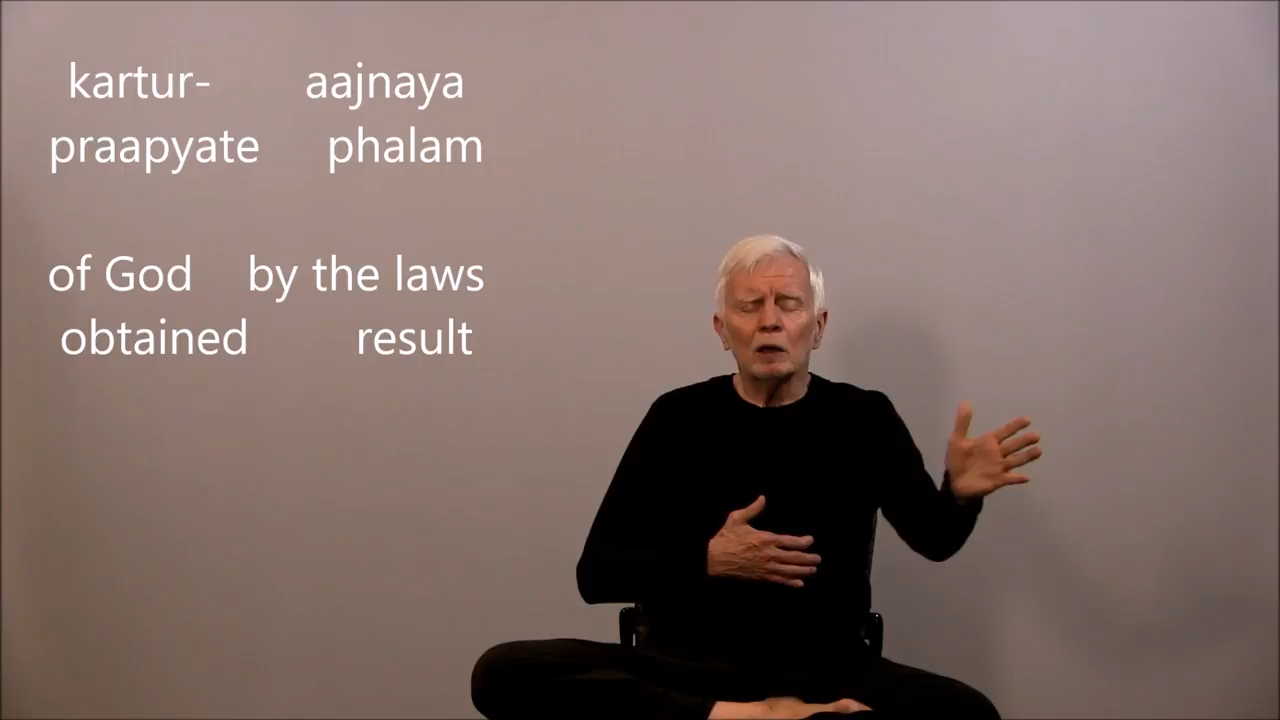 kartur- aajnaya
praapyate phalam
of God by the laws
obtained result